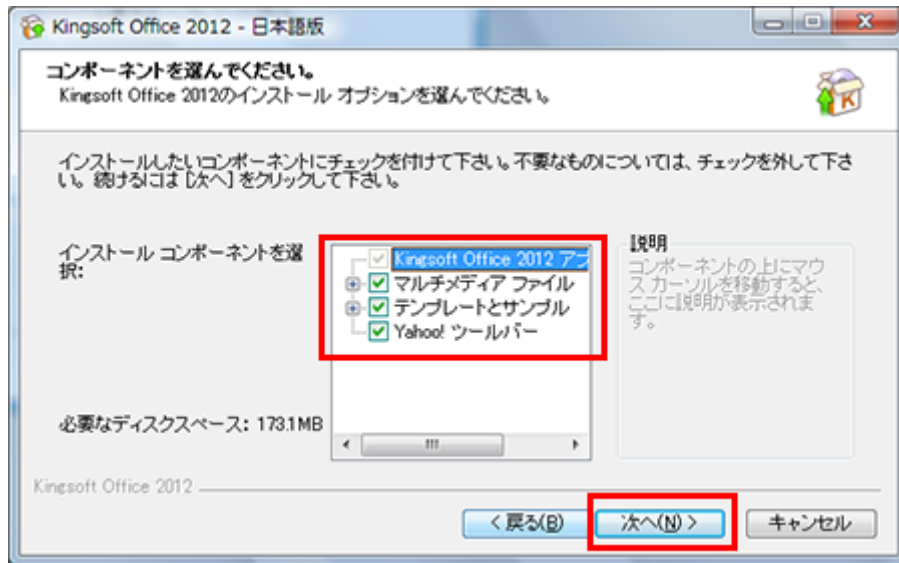 Kingsoft Office 2012 - 日本語版
コンポーネントを選んでください。
Kingsoft Office 2012のインストール オプションを選んでください。
インストールしたいコンポーネントにチェックを付けて下さい。不要なものについては、チェックを外して下さ
い。続けるには [次へ] をクリックして下さい。
インストール コンポーネントを選
択:
Kingsoft Office 2012 アプ
マルチメディア ファイル
テンプレートとサンプル
Yahoo! ツールバー
説明
コンポーネントの上にマウ
ス カーソルを移動すると、
ここに説明が表示されま
す。
必要なディスクスペース: 173.1MB
Kingsoft Office 2012
< 戻る(B)
次へ(N) >
キャンセル